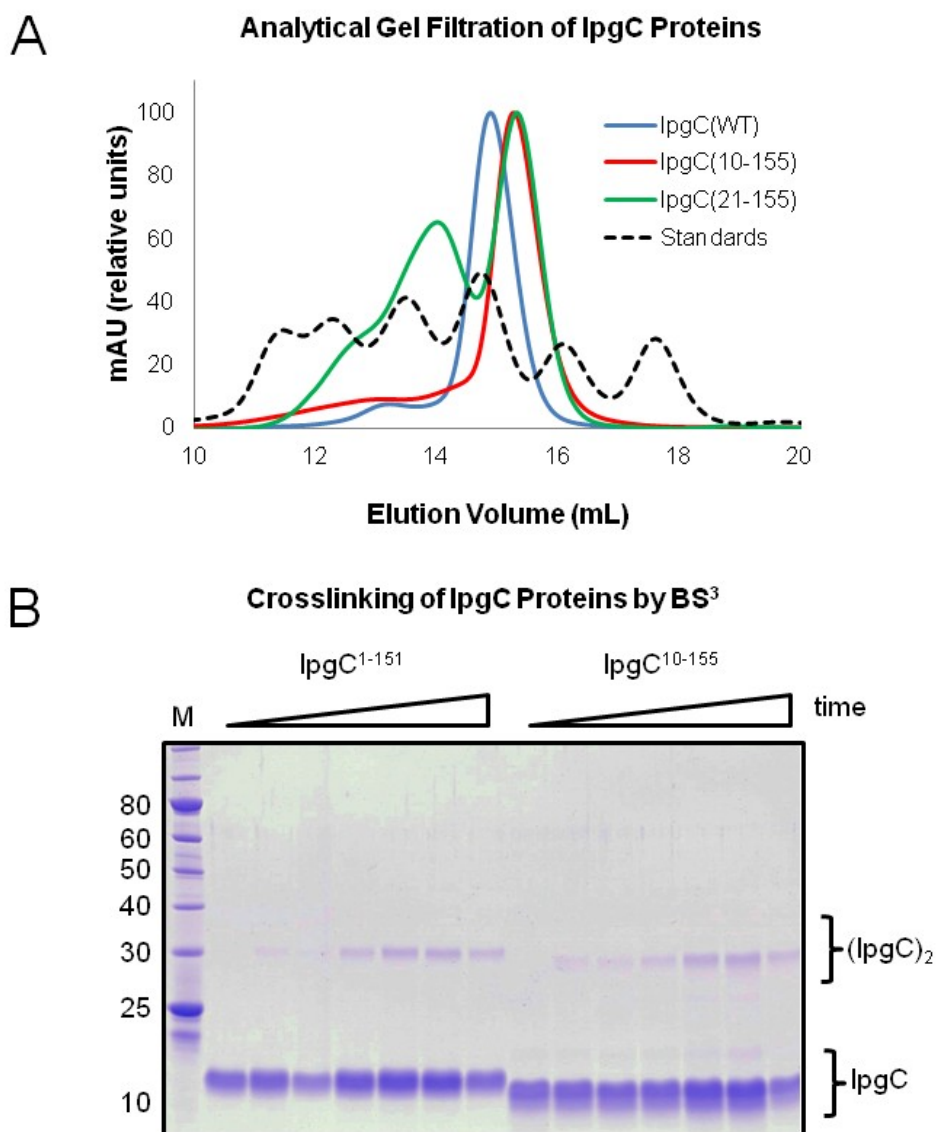 A
Analytical Gel Filtration of IpgC Proteins
100
80
60
40
20
0
mAU (relative units)
IpgC(WT)
IpgC(10-155)
IpgC(21-155)
Standards
10 12 14 16 18 20
Elution Volume (mL)
B
Crosslinking of IpgC Proteins by BS³
IpgC¹⁻¹⁵¹ IpgC¹⁰⁻¹⁵⁵
M time
80
60
50
40
30
25
10
(IpgC)₂
IpgC